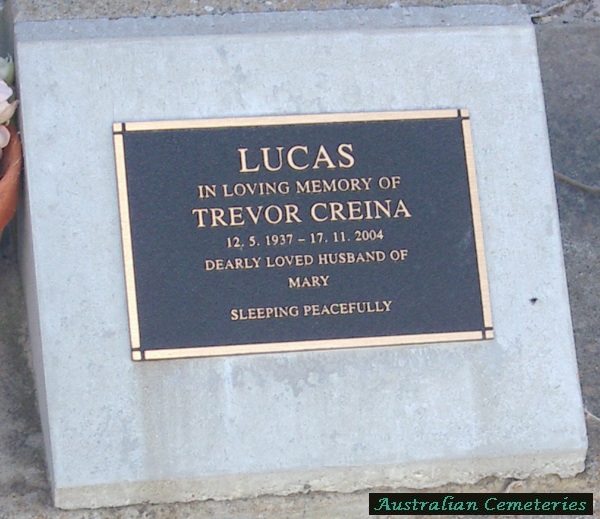 LUCAS
IN LOVING MEMORY OF
TREVOR CREINA
12. 5. 1937 – 17. 11. 2004
DEARLY LOVED HUSBAND OF
MARY
SLEEPING PEACEFULLY
Australian Cemeteries